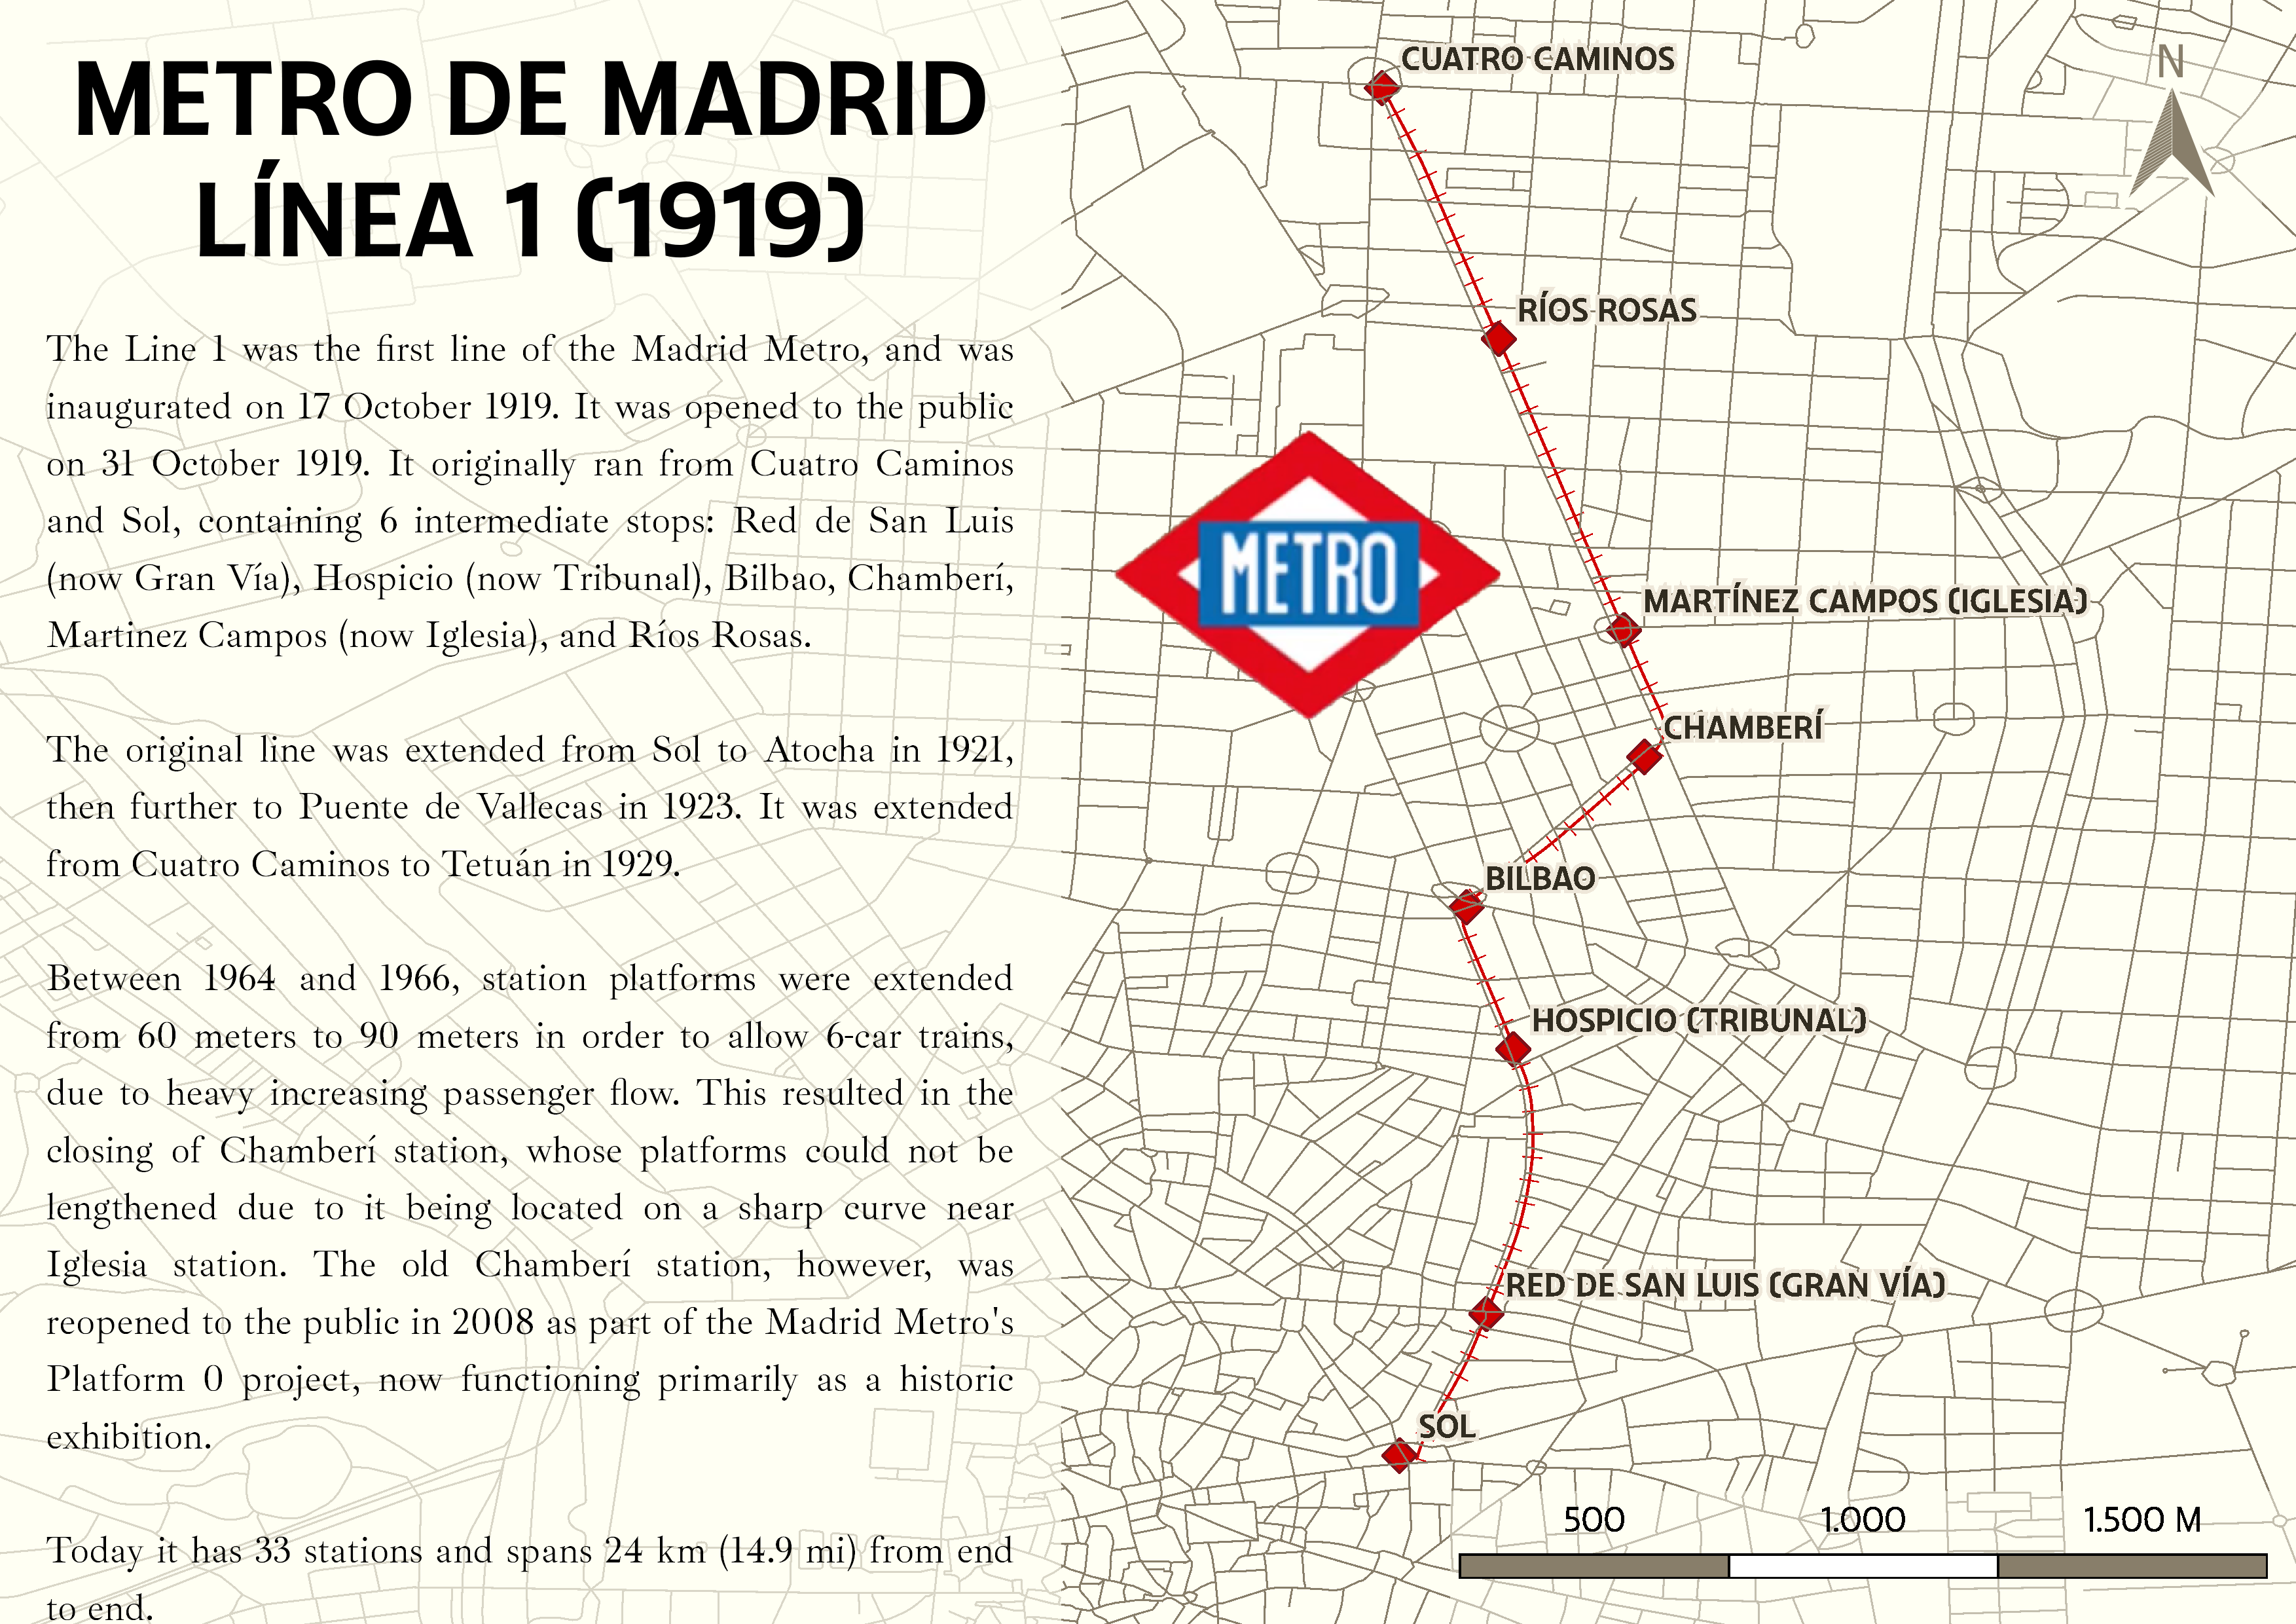 METRO DE MADRID
LÍNEA 1 (1919)
The Line 1 was the first line of the Madrid Metro, and was
inaugurated on 17 October 1919. It was opened to the public
on 31 October 1919. It originally ran from Cuatro Caminos
and Sol, containing 6 intermediate stops: Red de San Luis
(now Gran Vía), Hospicio (now Tribunal), Bilbao, Chamberí,
Martinez Campos (now Iglesia), and Ríos Rosas.
The original line was extended from Sol to Atocha in 1921,
then further to Puente de Vallecas in 1923. It was extended
from Cuatro Caminos to Tetuán in 1929.
Between 1964 and 1966, station platforms were extended
from 60 meters to 90 meters in order to allow 6-car trains,
due to heavy increasing passenger flow. This resulted in the
closing of Chamberí station, whose platforms could not be
lengthened due to it being located on a sharp curve near
Iglesia station. The old Chamberí station, however, was
reopened to the public in 2008 as part of the Madrid Metro's
Platform 0 project, now functioning primarily as a historic
exhibition.
Today it has 33 stations and spans 24 km (14.9 mi) from end
to end.
CUATRO CAMINOS
N
RÍOS ROSAS
METRO
MARTÍNEZ CAMPOS (IGLESIA)
CHAMBERÍ
BILBAO
HOSPICIO (TRIBUNAL)
RED DE SAN LUIS (GRAN VÍA)
SOL
500 1.000 1.500 M